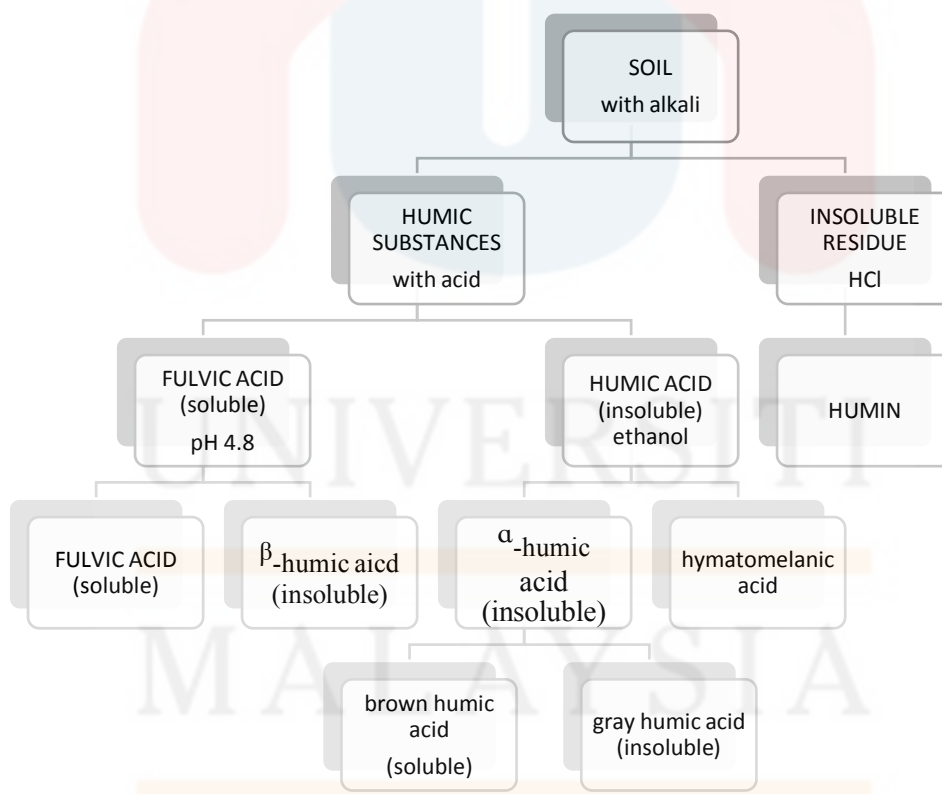 SOIL
with alkali
HUMIC
SUBSTANCES
with acid
INSOLUBLE
RESIDUE
HCl
FULVIC ACID
(soluble)
pH 4.8
HUMIC ACID
(insoluble)
ethanol
HUMIN
FULVIC ACID
(soluble)
β-humic aicd
(insoluble)
α-humic
acid
(insoluble)
hymatomelanic
acid
brown humic
acid
(soluble)
gray humic acid
(insoluble)
UNIVERSITI
MALAYSIA